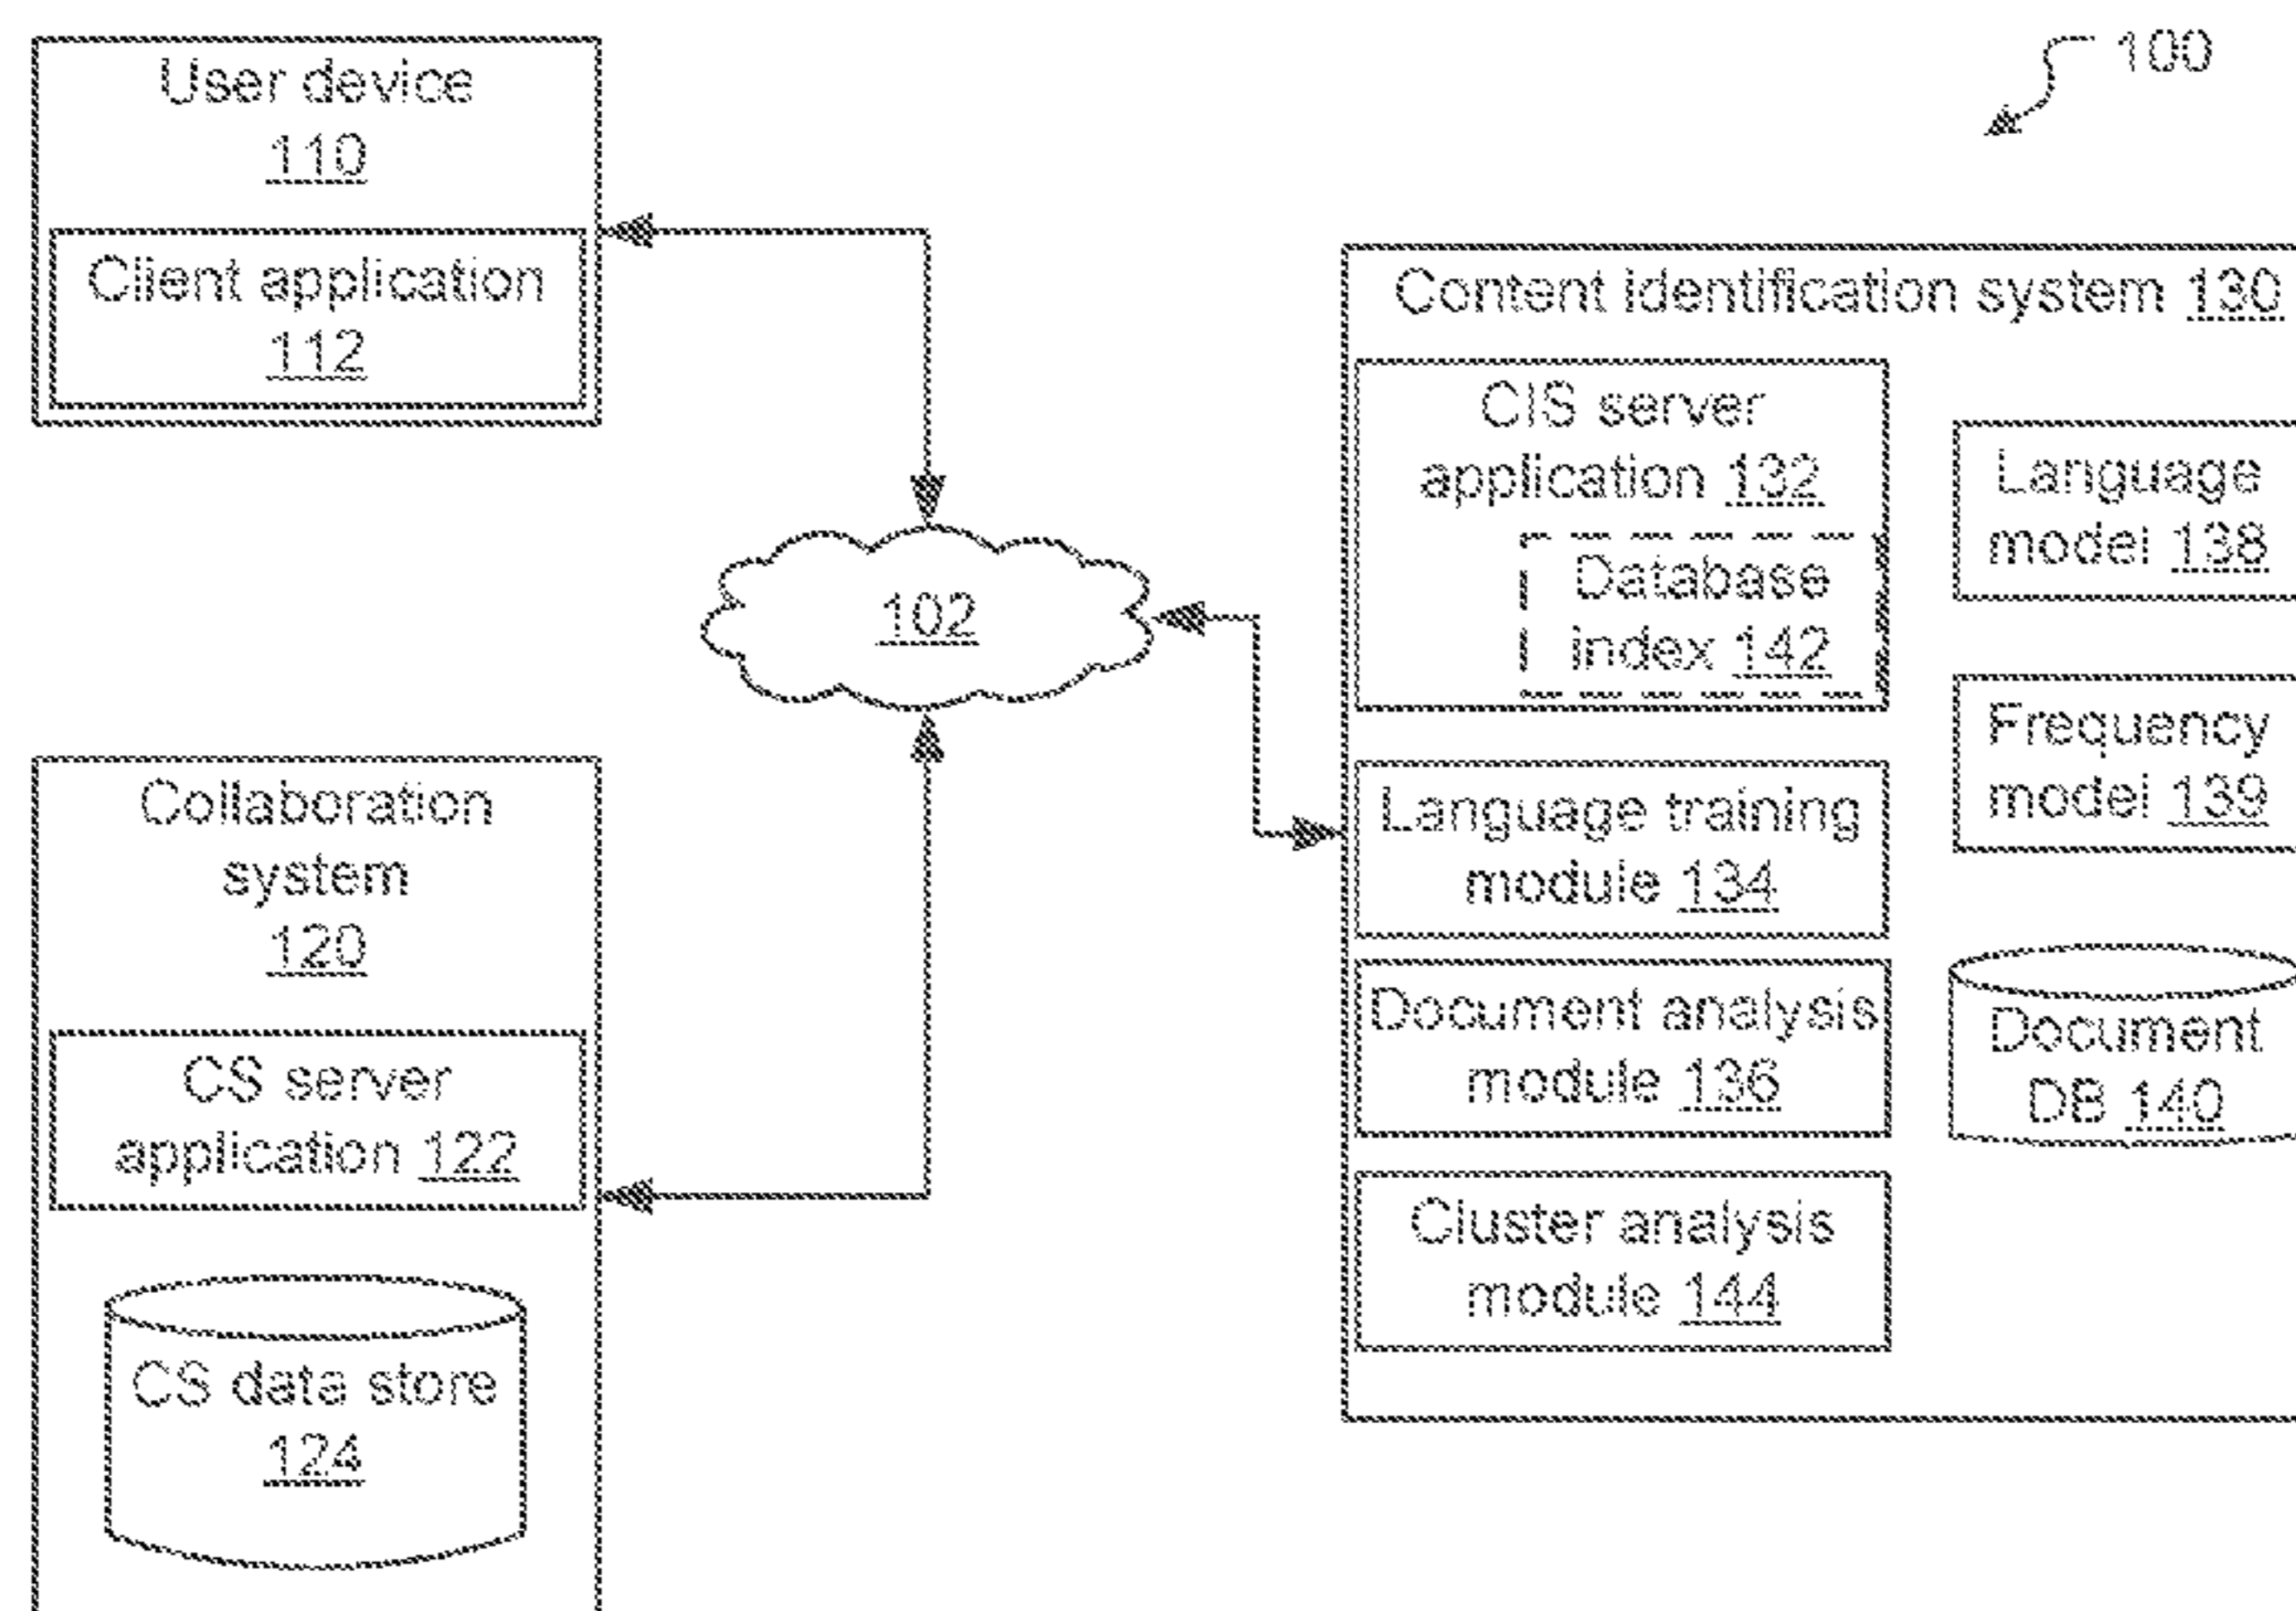 100
User device
110
Client application
112
102
Collaboration
system
120
CS server
application 122
CS data store
124
Content identification system 130
CIS server
application 132
Database
index 142
Language training
module 134
Document analysis
module 136
Cluster analysis
module 144
Language
model 138
Frequency
model 139
Document
DB 140